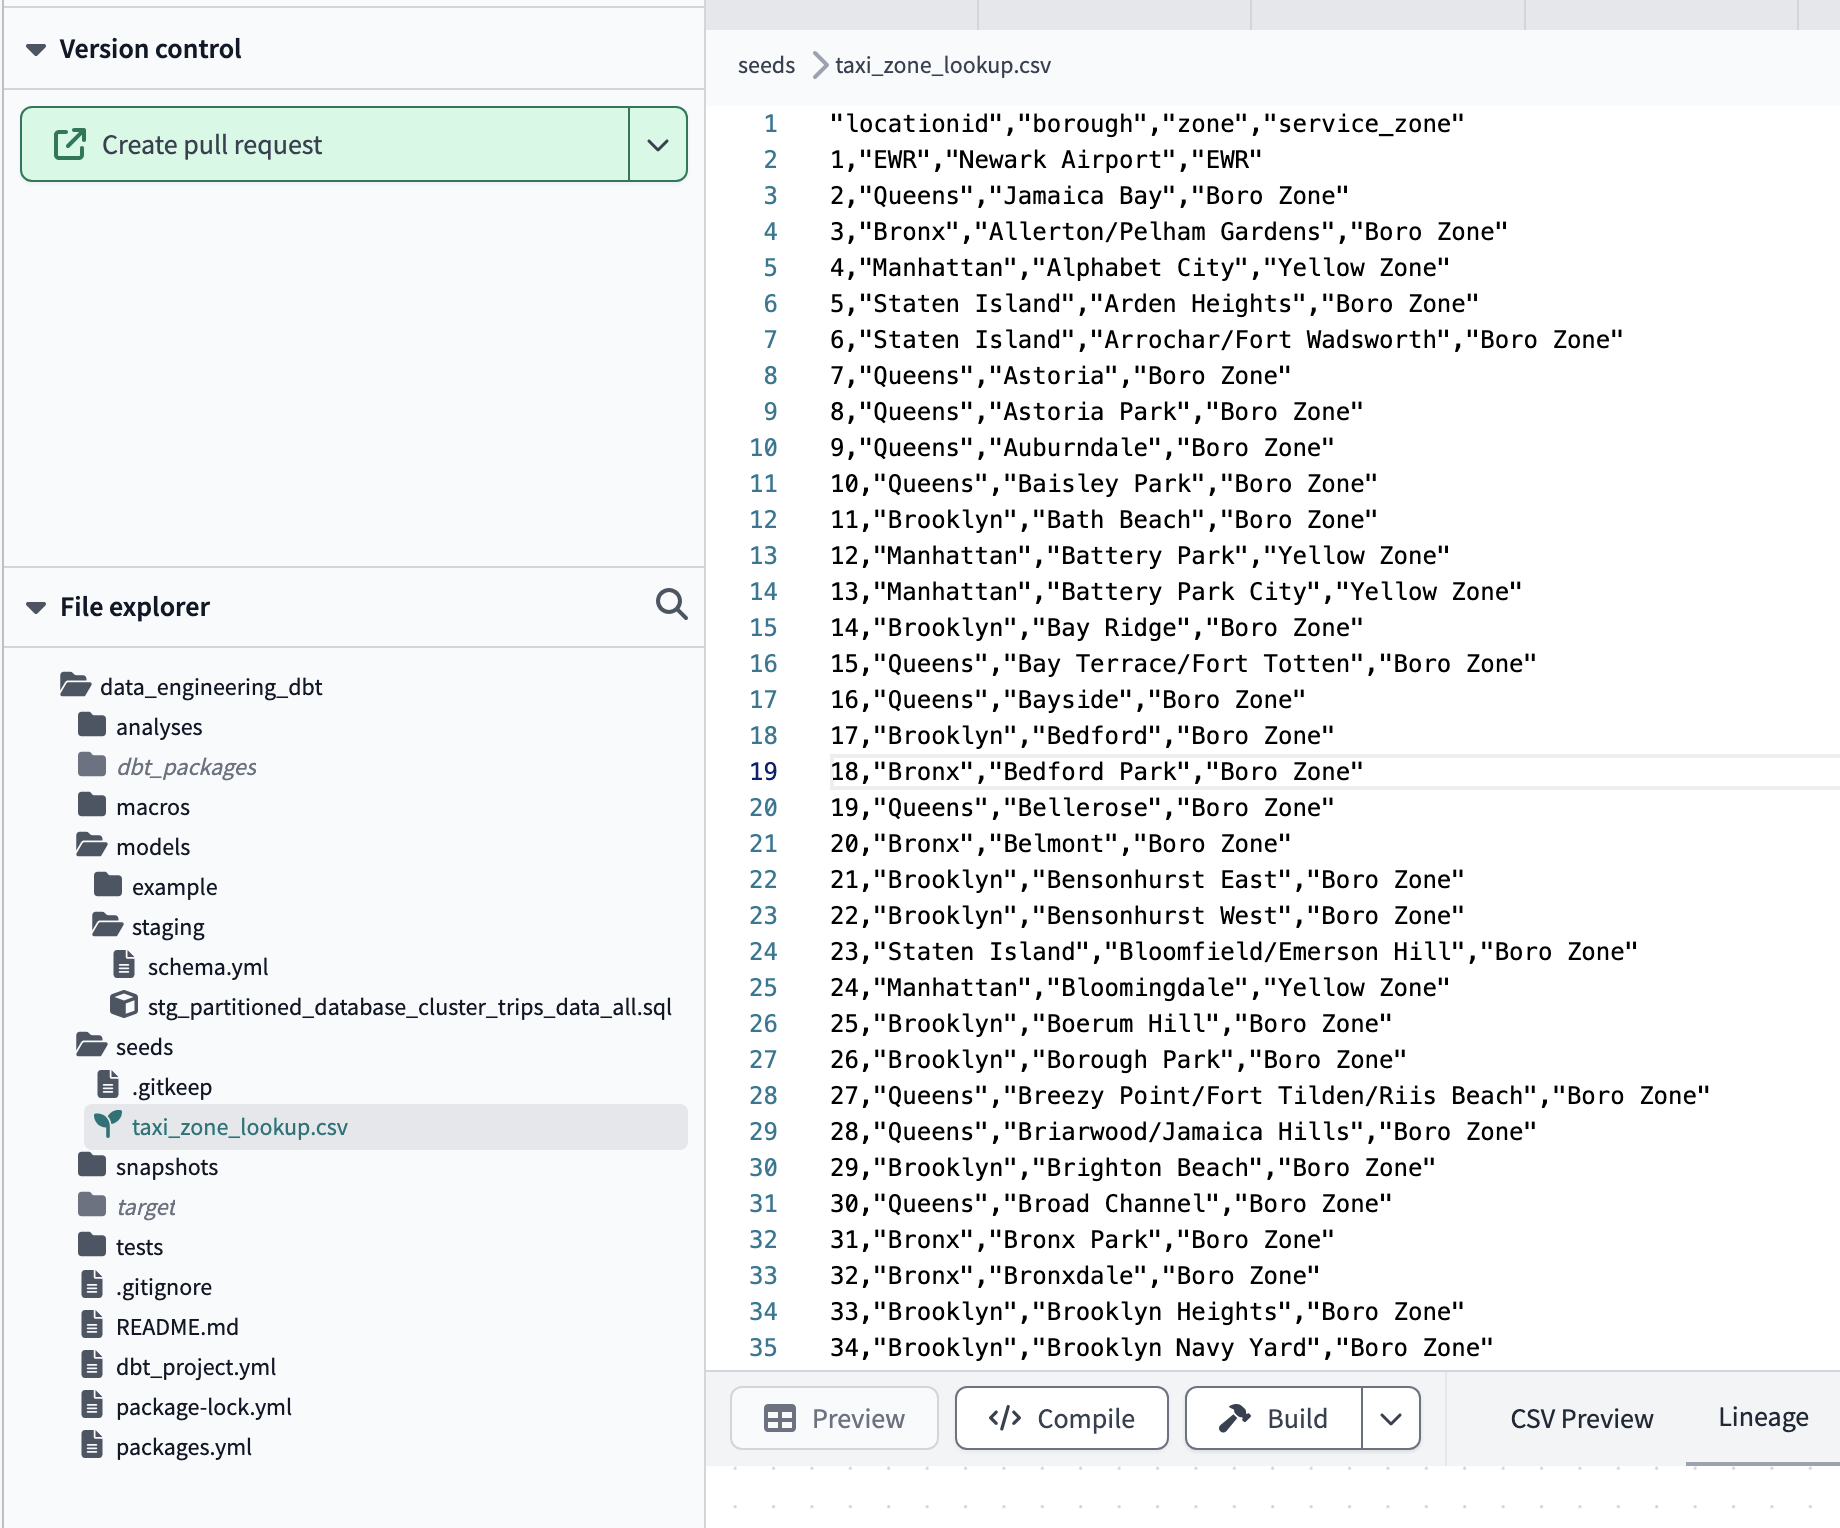 Version control
Create pull request
File explorer
data_engineering_dbt
analyses
dbt_packages
macros
models
example
staging
schema.yml
stg_partitioned_database_cluster_trips_data_all.sql
seeds
.gitkeep
taxi_zone_lookup.csv
snapshots
target
tests
.gitignore
README.md
dbt_project.yml
package-lock.yml
packages.yml
seeds taxi_zone_lookup.csv
1 "locationid","borough","zone","service_zone"
2 1,"EWR","Newark Airport","EWR"
3 2,"Queens","Jamaica Bay","Boro Zone"
4 3,"Bronx","Allerton/Pelham Gardens","Boro Zone"
5 4,"Manhattan","Alphabet City","Yellow Zone"
6 5,"Staten Island","Arden Heights","Boro Zone"
7 6,"Staten Island","Arrochar/Fort Wadsworth","Boro Zone"
8 7,"Queens","Astoria","Boro Zone"
9 8,"Queens","Astoria Park","Boro Zone"
10 9,"Queens","Auburndale","Boro Zone"
11 10,"Queens","Baisley Park","Boro Zone"
12 11,"Brooklyn","Bath Beach","Boro Zone"
13 12,"Manhattan","Battery Park","Yellow Zone"
14 13,"Manhattan","Battery Park City","Yellow Zone"
15 14,"Brooklyn","Bay Ridge","Boro Zone"
16 15,"Queens","Bay Terrace/Fort Totten","Boro Zone"
17 16,"Queens","Bayside","Boro Zone"
18 17,"Brooklyn","Bedford","Boro Zone"
19 18,"Bronx","Bedford Park","Boro Zone"
20 19,"Queens","Bellerose","Boro Zone"
21 20,"Bronx","Belmont","Boro Zone"
22 21,"Brooklyn","Bensonhurst East","Boro Zone"
23 22,"Brooklyn","Bensonhurst West","Boro Zone"
24 23,"Staten Island","Bloomfield/Emerson Hill","Boro Zone"
25 24,"Manhattan","Bloomingdale","Yellow Zone"
26 25,"Brooklyn","Boerum Hill","Boro Zone"
27 26,"Brooklyn","Borough Park","Boro Zone"
28 27,"Queens","Breezy Point/Fort Tilden/Riis Beach","Boro Zone"
29 28,"Queens","Briarwood/Jamaica Hills","Boro Zone"
30 29,"Brooklyn","Brighton Beach","Boro Zone"
31 30,"Queens","Broad Channel","Boro Zone"
32 31,"Bronx","Bronx Park","Boro Zone"
33 32,"Bronx","Bronxdale","Boro Zone"
34 33,"Brooklyn","Brooklyn Heights","Boro Zone"
35 34,"Brooklyn","Brooklyn Navy Yard","Boro Zone"
Preview </> Compile Build CSV Preview Lineage